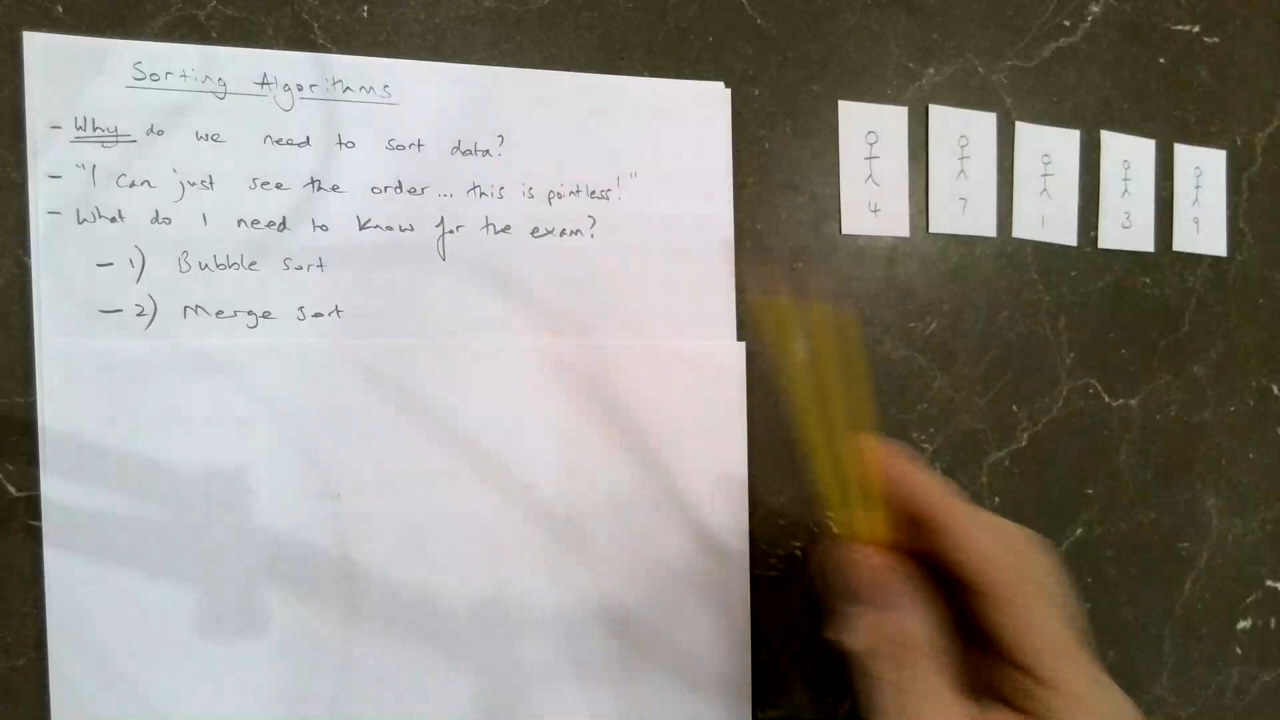 Sorting Algorithms
- Why do we need to sort data?
- "I can just see the order... this is pointless!"
- What do I need to know for the exam?
- 1) Bubble sort
- 2) Merge sort
4 7 1 3 9